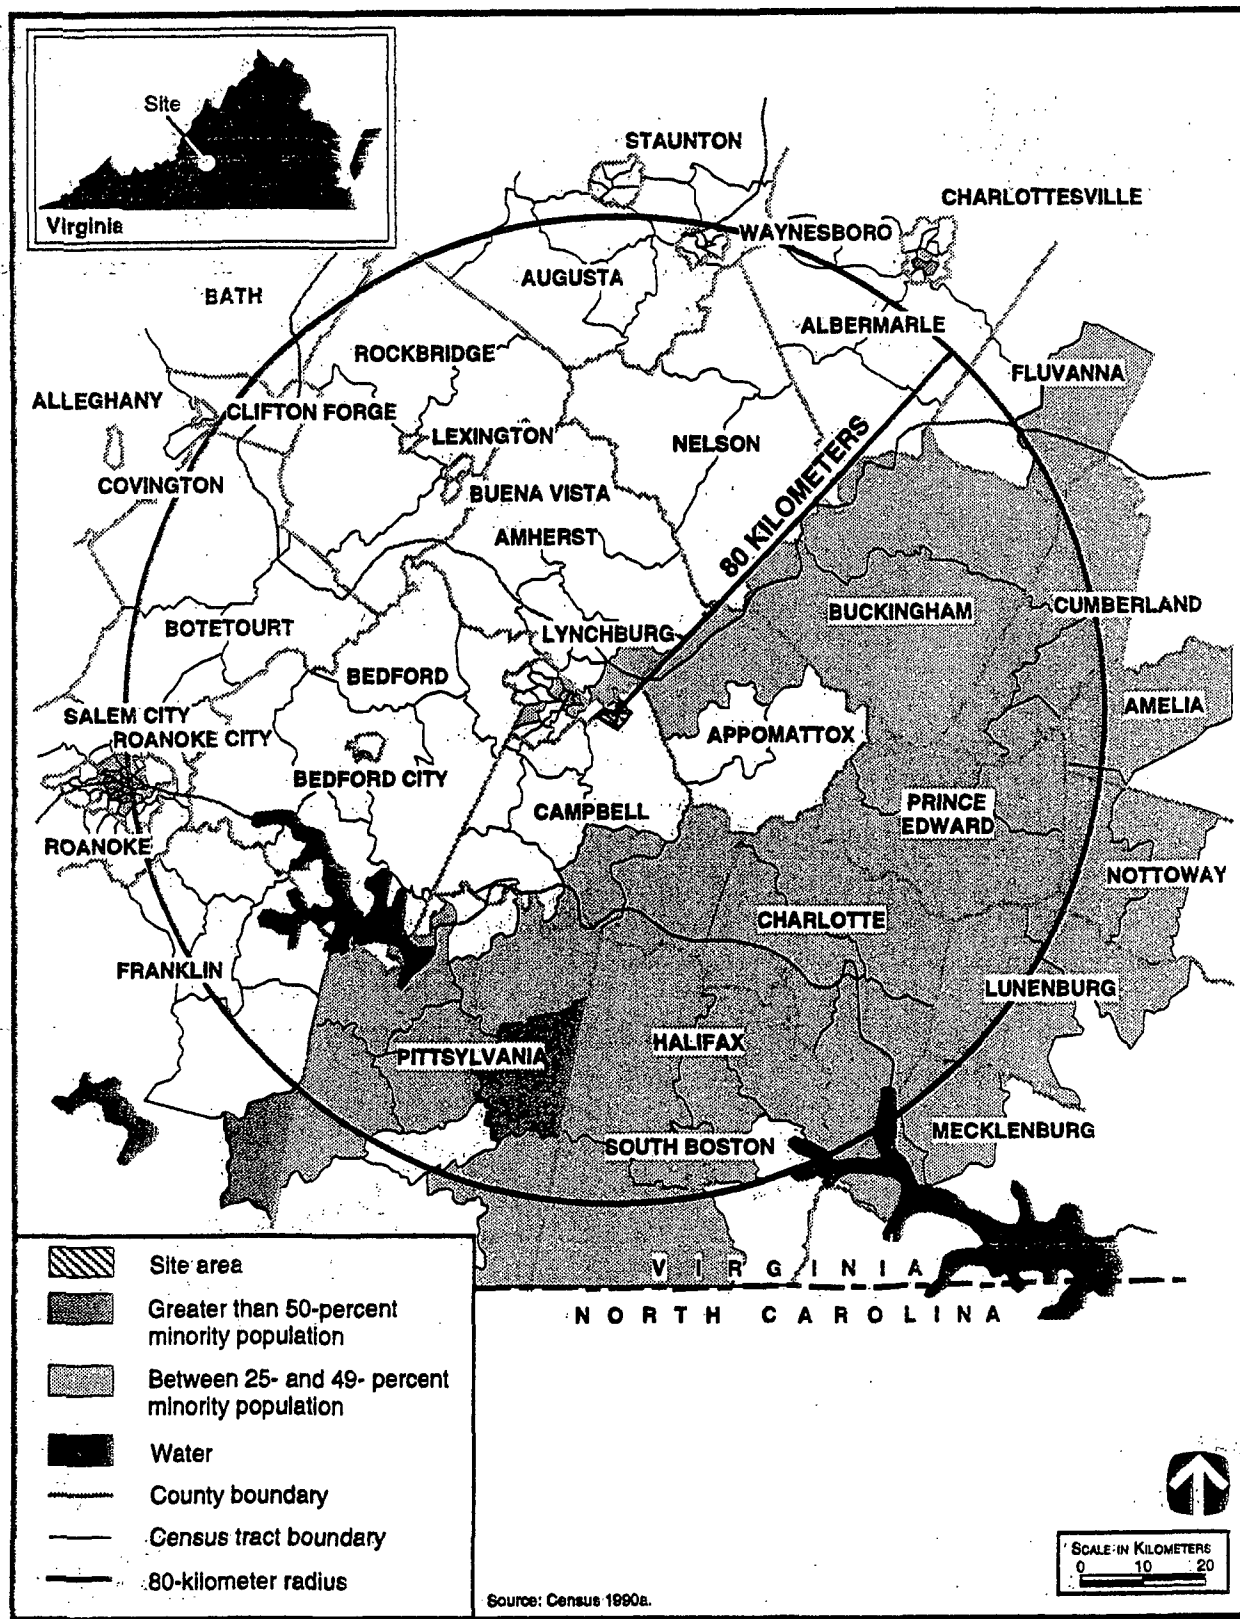 Site
Virginia
STAUNTON
CHARLOTTESVILLE
WAYNESBORO
AUGUSTA
BATH
ALBERMARLE
ROCKBRIDGE
FLUVANNA
ALLEGHANY
CLIFTON FORGE
LEXINGTON
NELSON
COVINGTON
BUENA VISTA
80 KILOMETERS
AMHERST
BUCKINGHAM
CUMBERLAND
BOTETOURT
LYNCHBURG
BEDFORD
AMELIA
SALEM CITY
ROANOKE CITY
APPOMATTOX
BEDFORD CITY
CAMPBELL
PRINCE
EDWARD
ROANOKE
NOTTOWAY
CHARLOTTE
FRANKLIN
LUNENBURG
HALIFAX
PITTSYLVANIA
MECKLENBURG
SOUTH BOSTON
VIRGINIA
NORTH CAROLINA
Site area
Greater than 50-percent
minority population
Between 25- and 49- percent
minority population
Water
County boundary
Census tract boundary
80-kilometer radius
Source: Census 1990a.
SCALE IN KILOMETERS
0 10 20